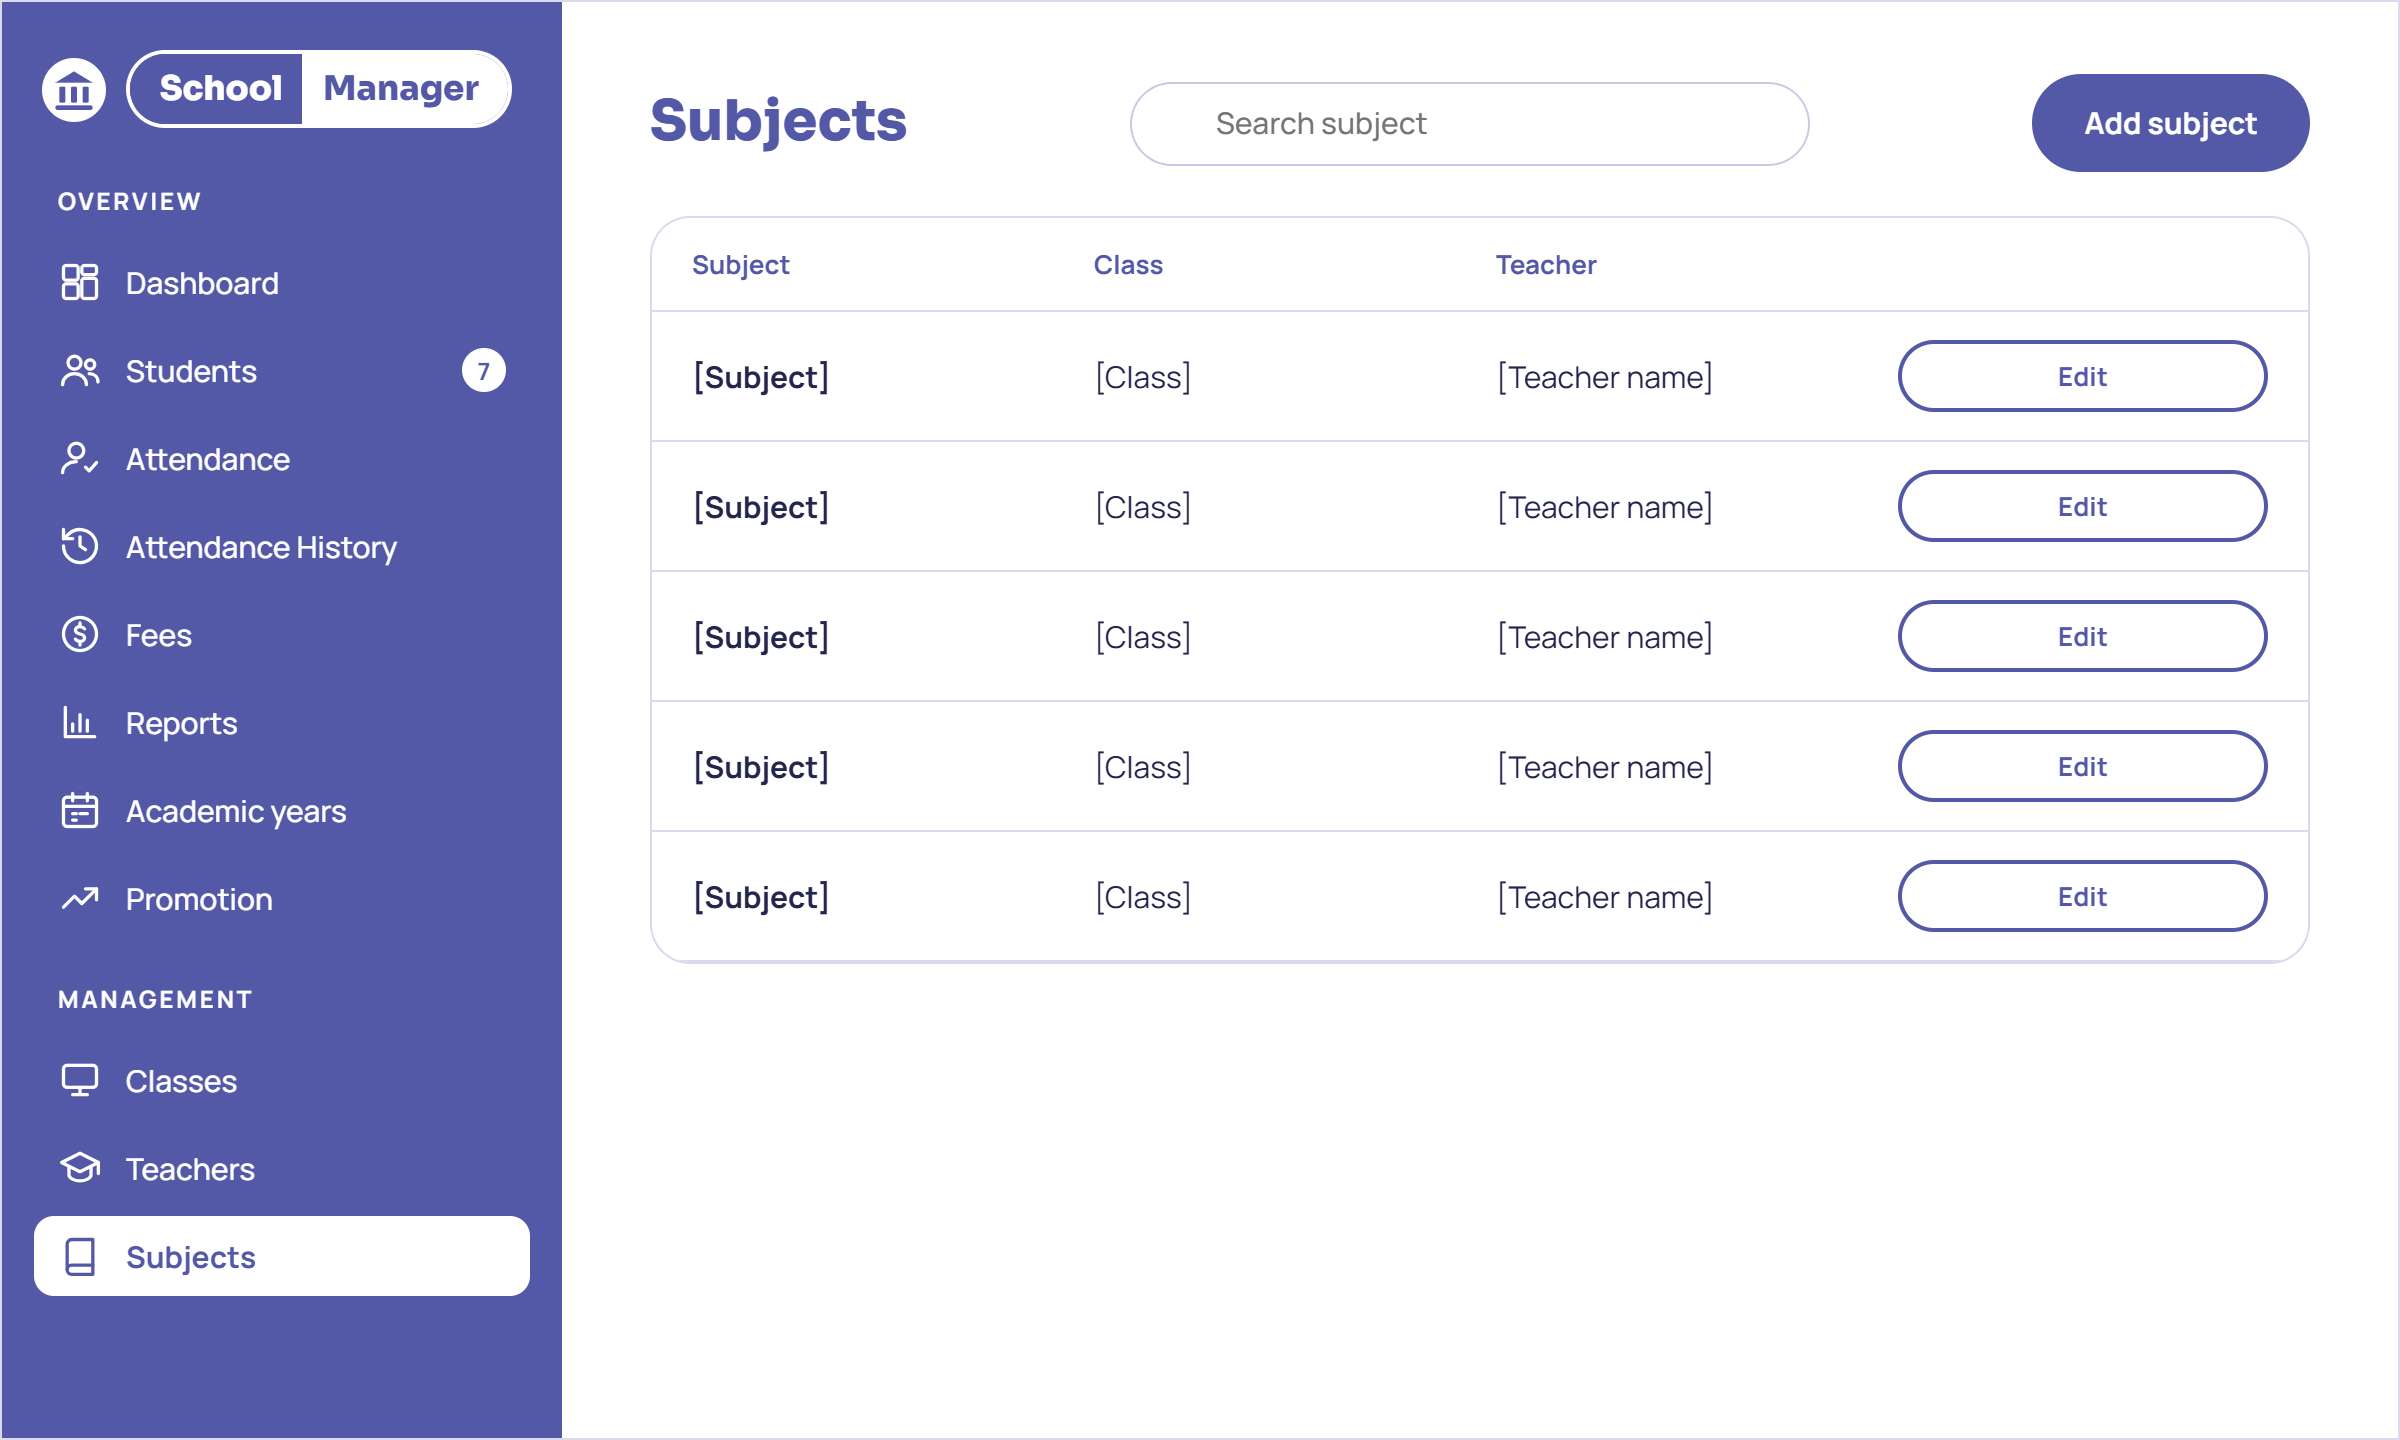 School Manager
OVERVIEW
Dashboard
Students 7
Attendance
Attendance History
Fees
Reports
Academic years
Promotion
MANAGEMENT
Classes
Teachers
Subjects
Subjects
Search subject
Add subject
Subject Class Teacher
[Subject] [Class] [Teacher name] Edit
[Subject] [Class] [Teacher name] Edit
[Subject] [Class] [Teacher name] Edit
[Subject] [Class] [Teacher name] Edit
[Subject] [Class] [Teacher name] Edit